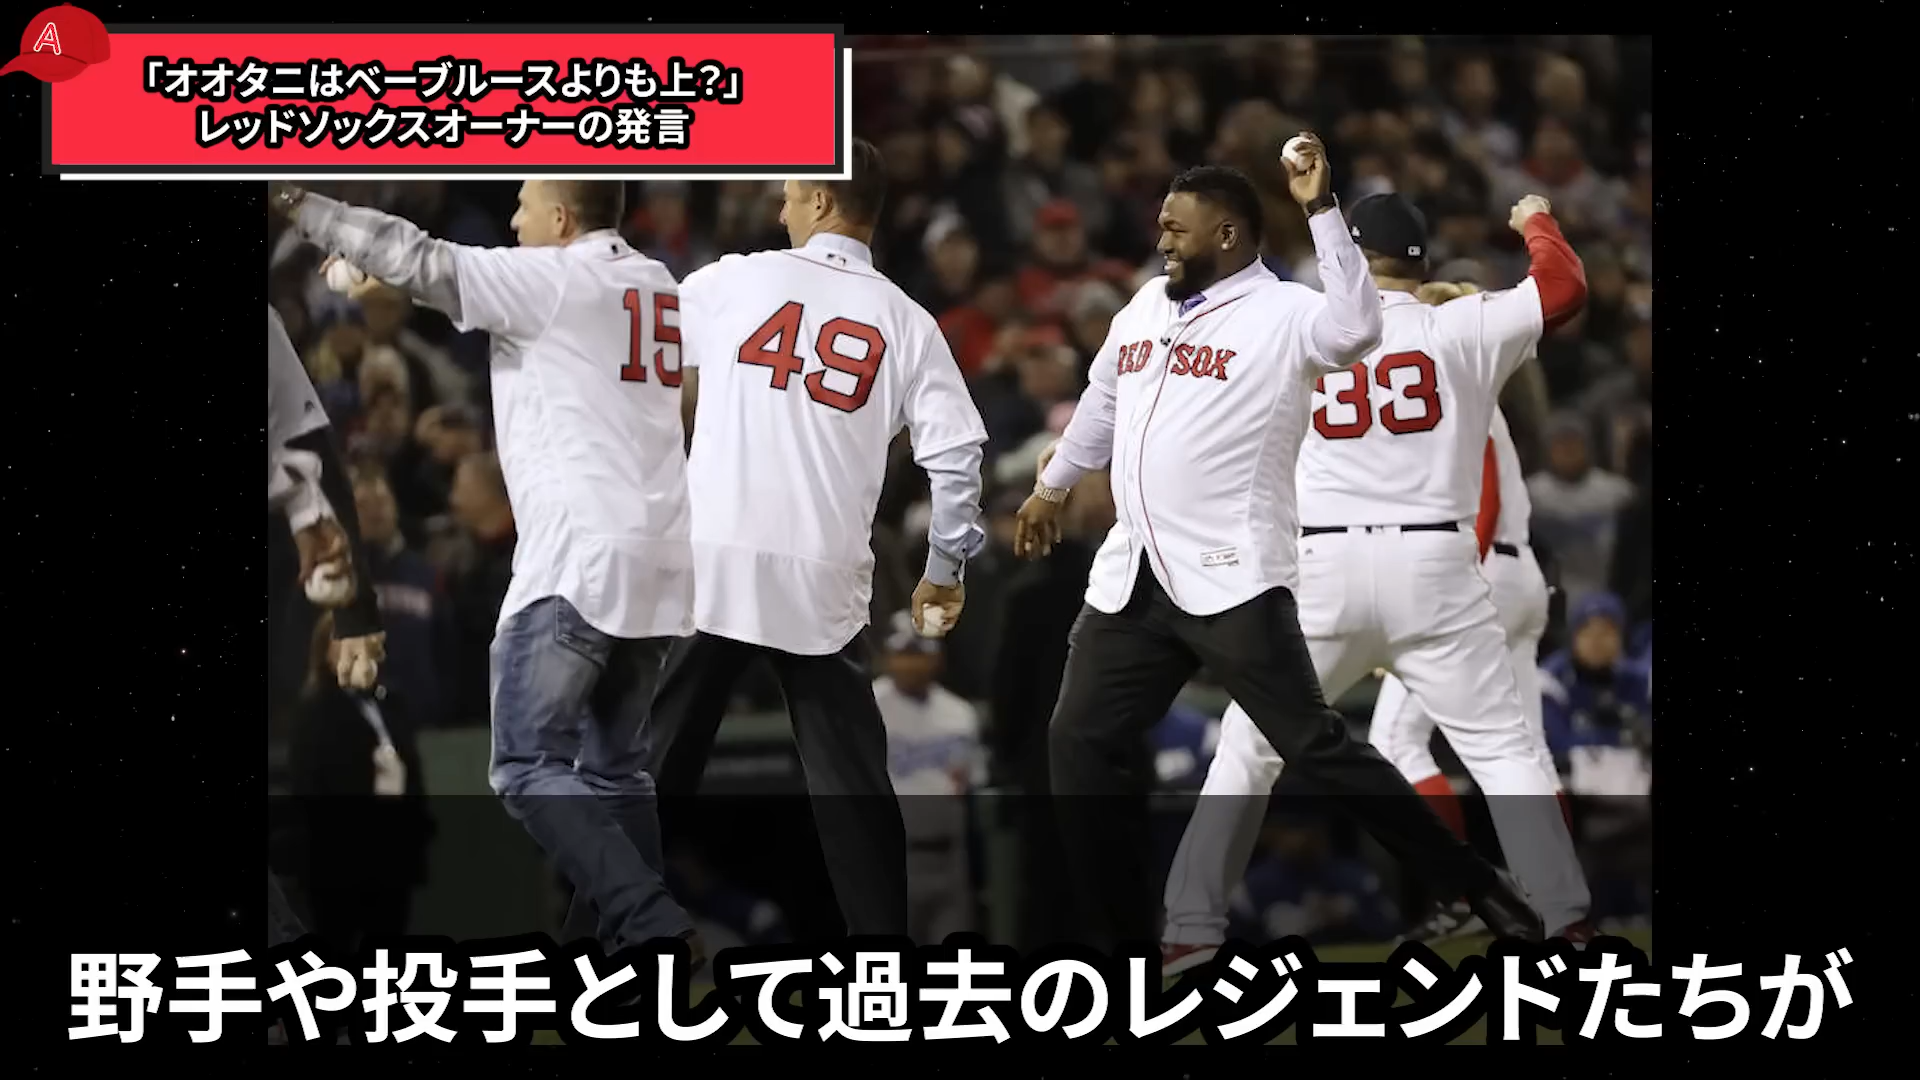 A
「オオタニはベーブルースよりも上?」
レッドソックスオーナーの発言
15
49
RED SOX
33
野手や投手として過去のレジェンドたちが